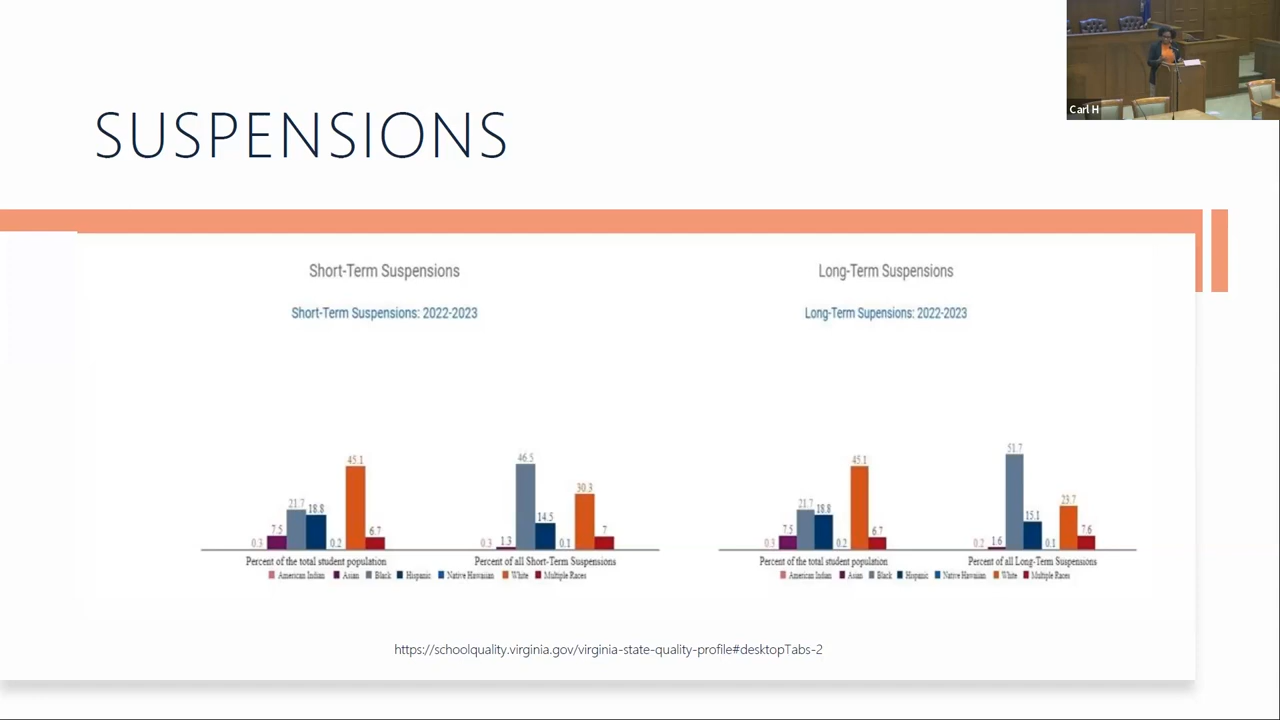 Carl H
SUSPENSIONS
Short-Term Suspensions
Short-Term Suspensions: 2022-2023
0.3 7.5 21.7 18.8 0.2 45.1 6.7
0.3 1.3 46.5 14.5 0.1 30.3 7
Percent of the total student population
Percent of all Short-Term Suspensions
American Indian Asian Black Hispanic Native Hawaiian White Multiple Races
Long-Term Suspensions
Long-Term Supensions: 2022-2023
0.3 7.5 21.7 18.8 0.2 45.1 6.7
0.2 1.6 51.7 15.1 0.1 23.7 7.6
Percent of the total student population
Percent of all Long-Term Suspensions
American Indian Asian Black Hispanic Native Hawaiian White Multiple Races
https://schoolquality.virginia.gov/virginia-state-quality-profile#desktopTabs-2